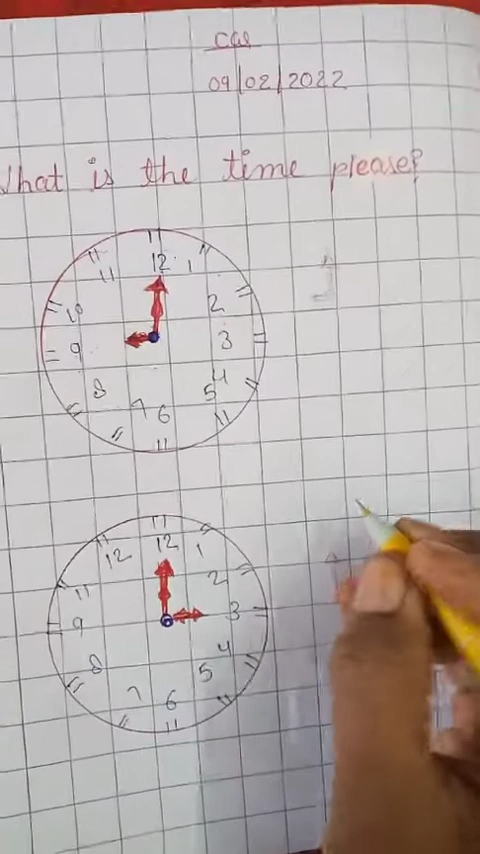 CW
09/02/2022
What is the time please?
12
11 1
10 2
9 3
8 4
7 6 5
12
12 1
11 2
9 3
8 4
7 6 5